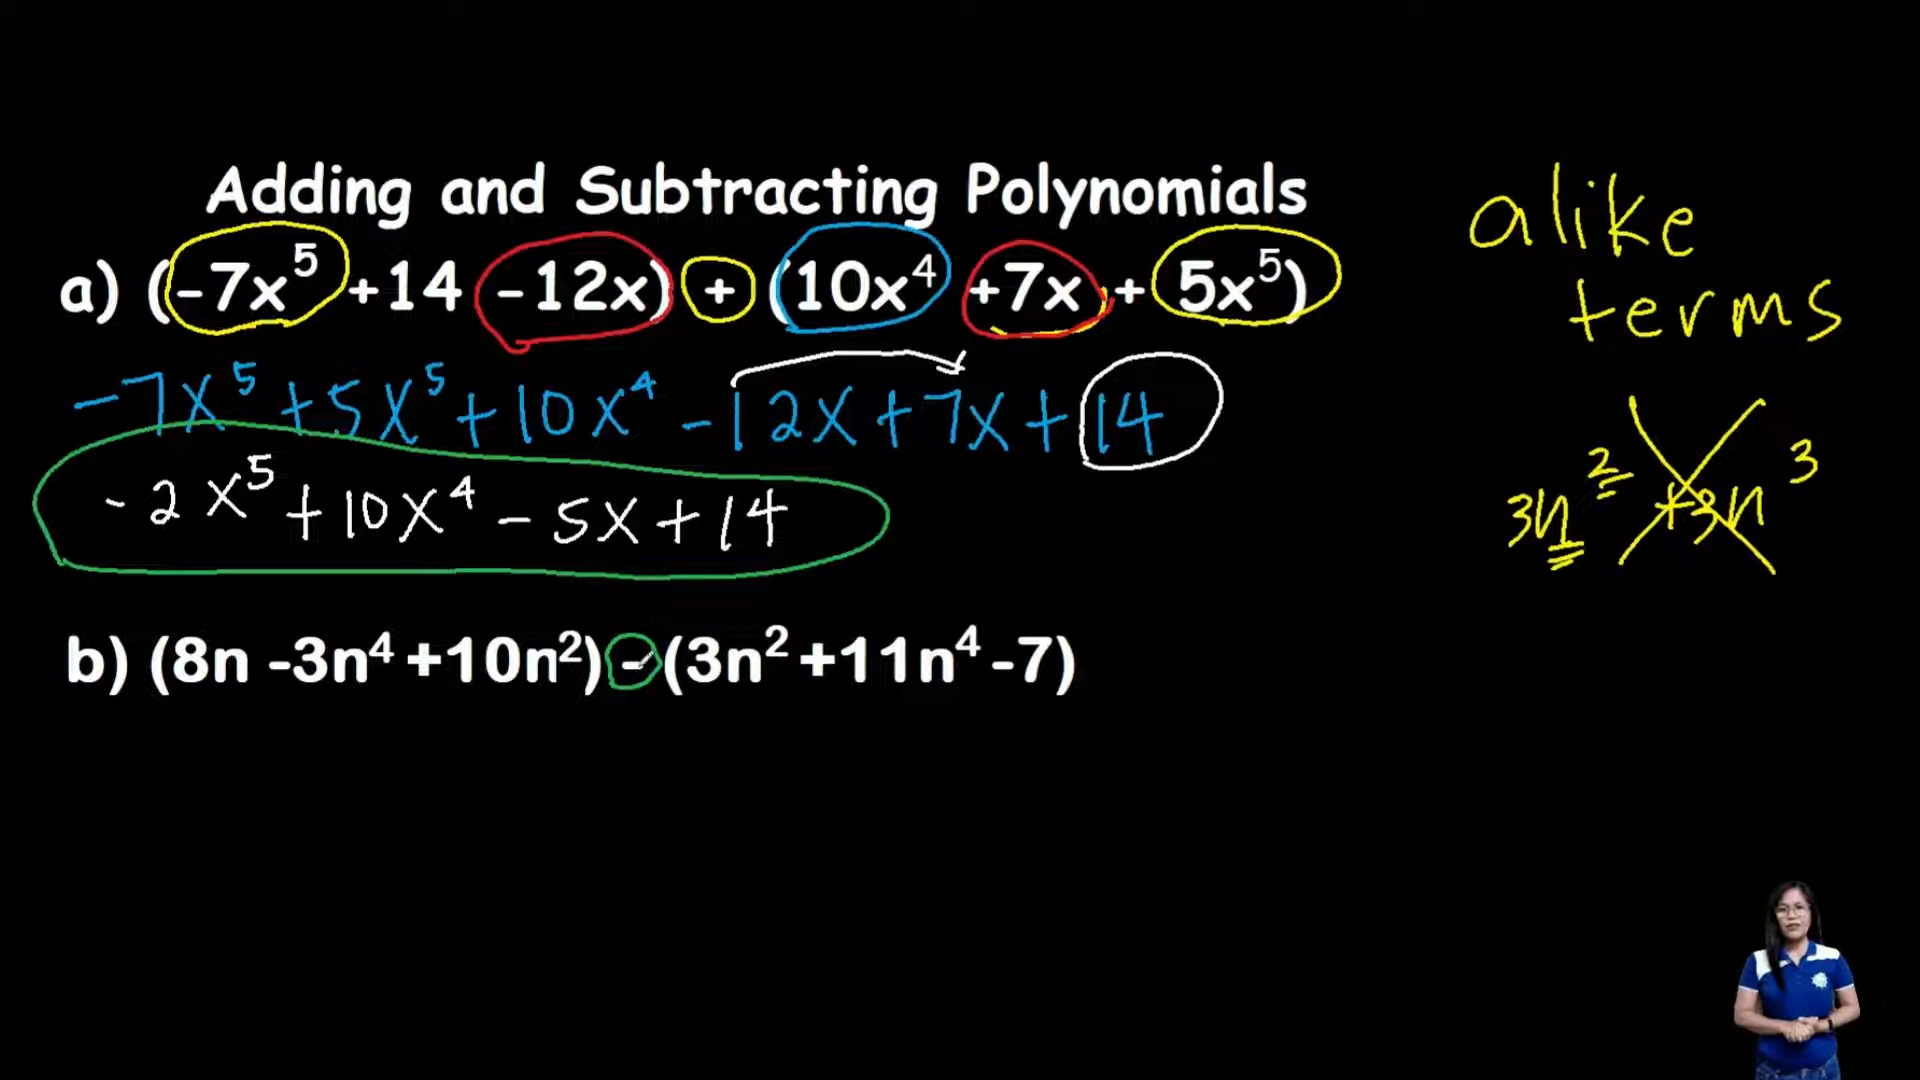 Adding and Subtracting Polynomials
a) (-7x⁵ +14 -12x) + (10x⁴ +7x + 5x⁵)
-7x⁵ + 5x⁵ + 10x⁴ - 12x + 7x + 14
-2x⁵ + 10x⁴ - 5x + 14
b) (8n -3n⁴ +10n²) - (3n² +11n⁴ -7)
alike
terms
3n² + 3n³